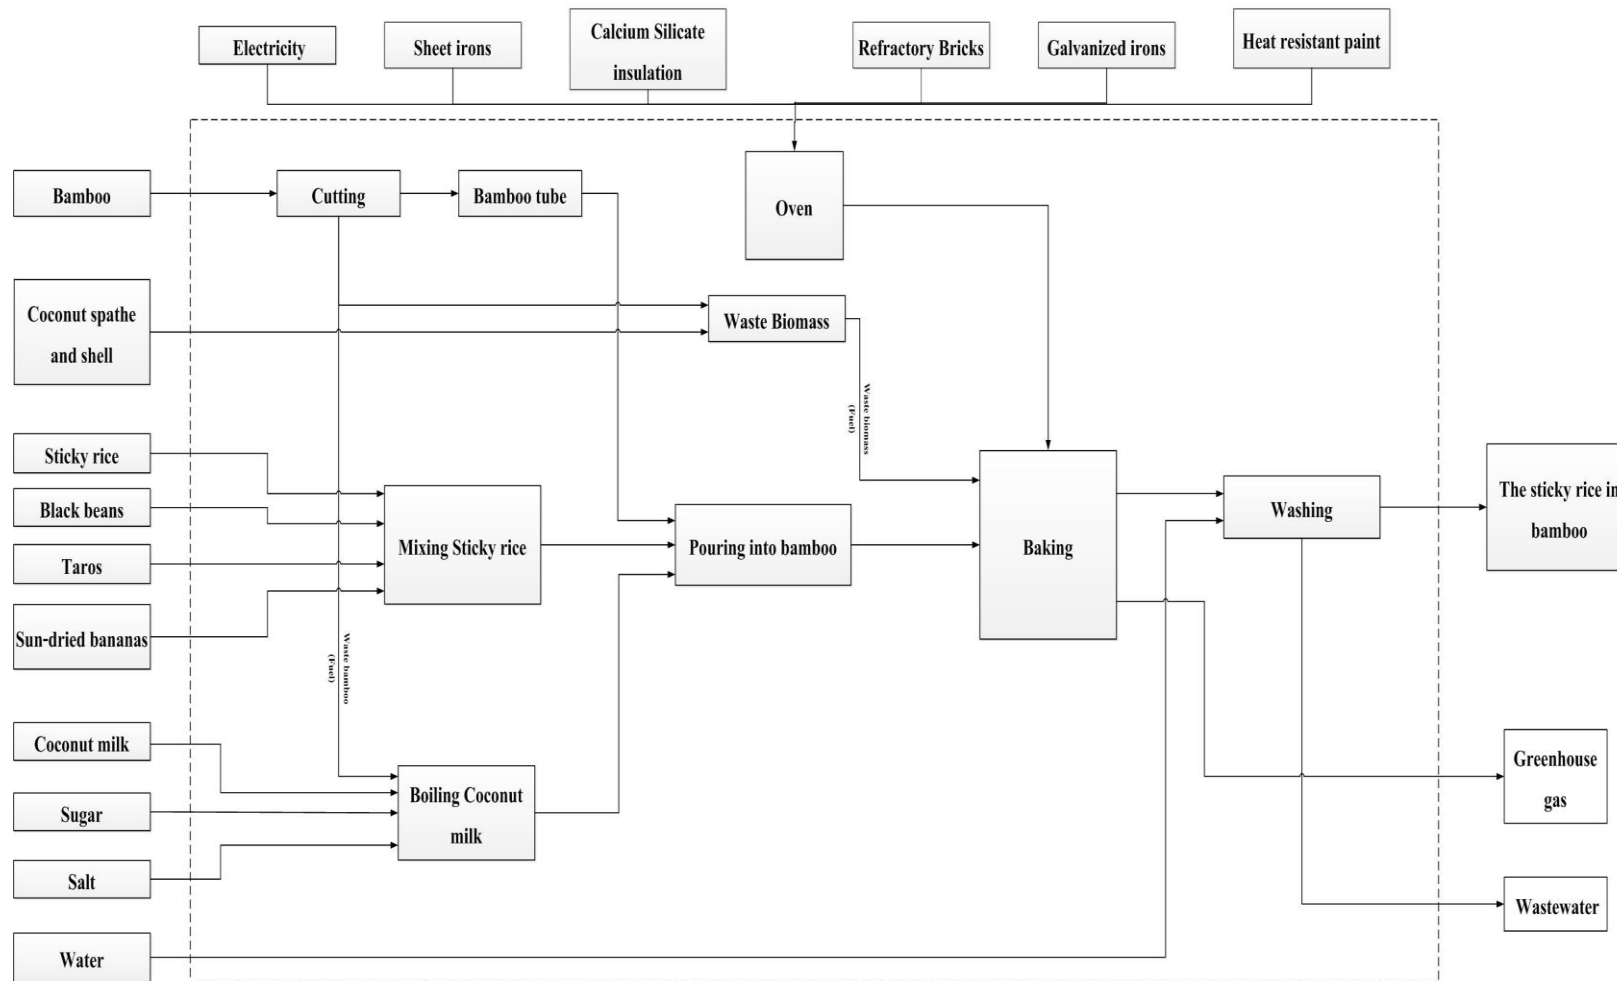 Electricity
Sheet irons
Calcium Silicate
insulation
Refractory Bricks
Galvanized irons
Heat resistant paint
Bamboo
Cutting
Bamboo tube
Oven
Coconut spathe
and shell
Waste Biomass
Waste biomass
(Fuel)
Sticky rice
Black beans
Taros
Sun-dried bananas
Mixing Sticky rice
Pouring into bamboo
Baking
Washing
The sticky rice in
bamboo
Waste bamboo
(Fuel)
Coconut milk
Sugar
Salt
Boiling Coconut
milk
Greenhouse
gas
Wastewater
Water